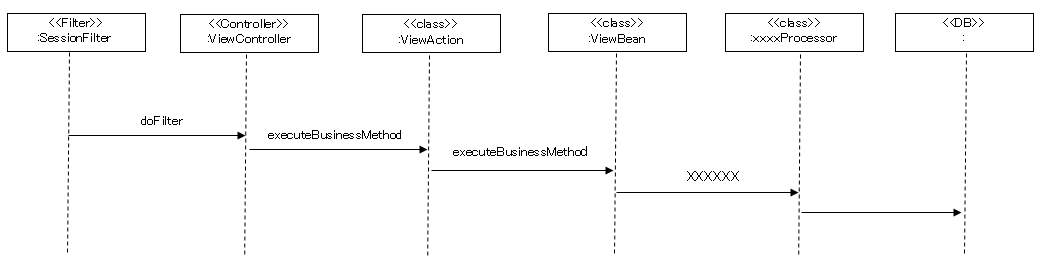 <<Filter>>
:SessionFilter
<<Controller>>
:ViewController
<<class>>
:ViewAction
<<class>>
:ViewBean
<<class>>
:xxxxProcessor
<<DB>>
:
doFilter
executeBusinessMethod
executeBusinessMethod
XXXXXX